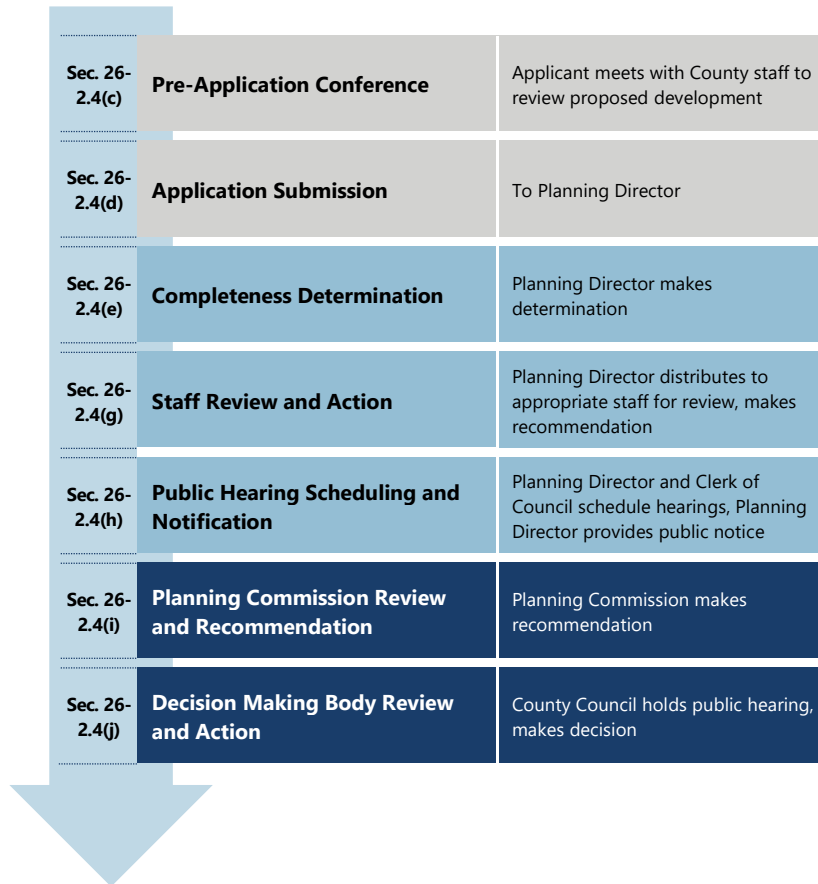 Sec. 26-
2.4(c)
Pre-Application Conference
Applicant meets with County staff to
review proposed development
Sec. 26-
2.4(d)
Application Submission
To Planning Director
Sec. 26-
2.4(e)
Completeness Determination
Planning Director makes
determination
Sec. 26-
2.4(g)
Staff Review and Action
Planning Director distributes to
appropriate staff for review, makes
recommendation
Sec. 26-
2.4(h)
Public Hearing Scheduling and
Notification
Planning Director and Clerk of
Council schedule hearings, Planning
Director provides public notice
Sec. 26-
2.4(i)
Planning Commission Review
and Recommendation
Planning Commission makes
recommendation
Sec. 26-
2.4(j)
Decision Making Body Review
and Action
County Council holds public hearing,
makes decision